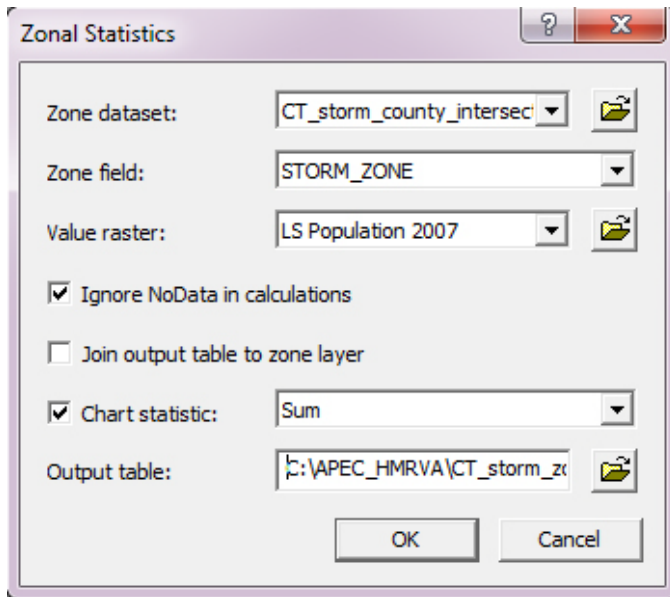 Zonal Statistics
Zone dataset: CT_storm_county_intersect
Zone field: STORM_ZONE
Value raster: LS Population 2007
Ignore NoData in calculations
Join output table to zone layer
Chart statistic: Sum
Output table: C:\APEC_HMRVA\CT_storm_zo
OK Cancel